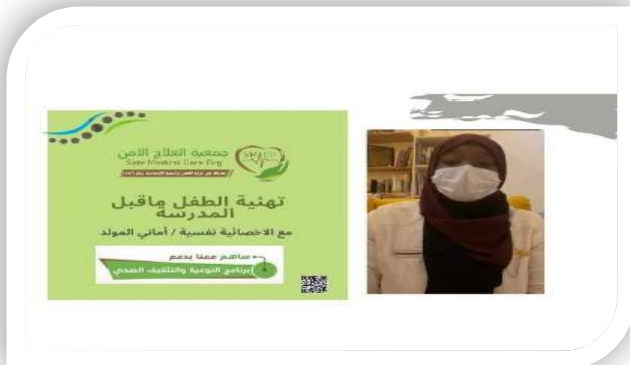 جمعية العلاج الآمن
Safe Medical Care Org
تهئية الطفل ماقبل
المدرسة
مع الاخصائية نفسية / أماني المولد
ساهم معنا بدعم
برنامج التوعية والتثقيف الصحي